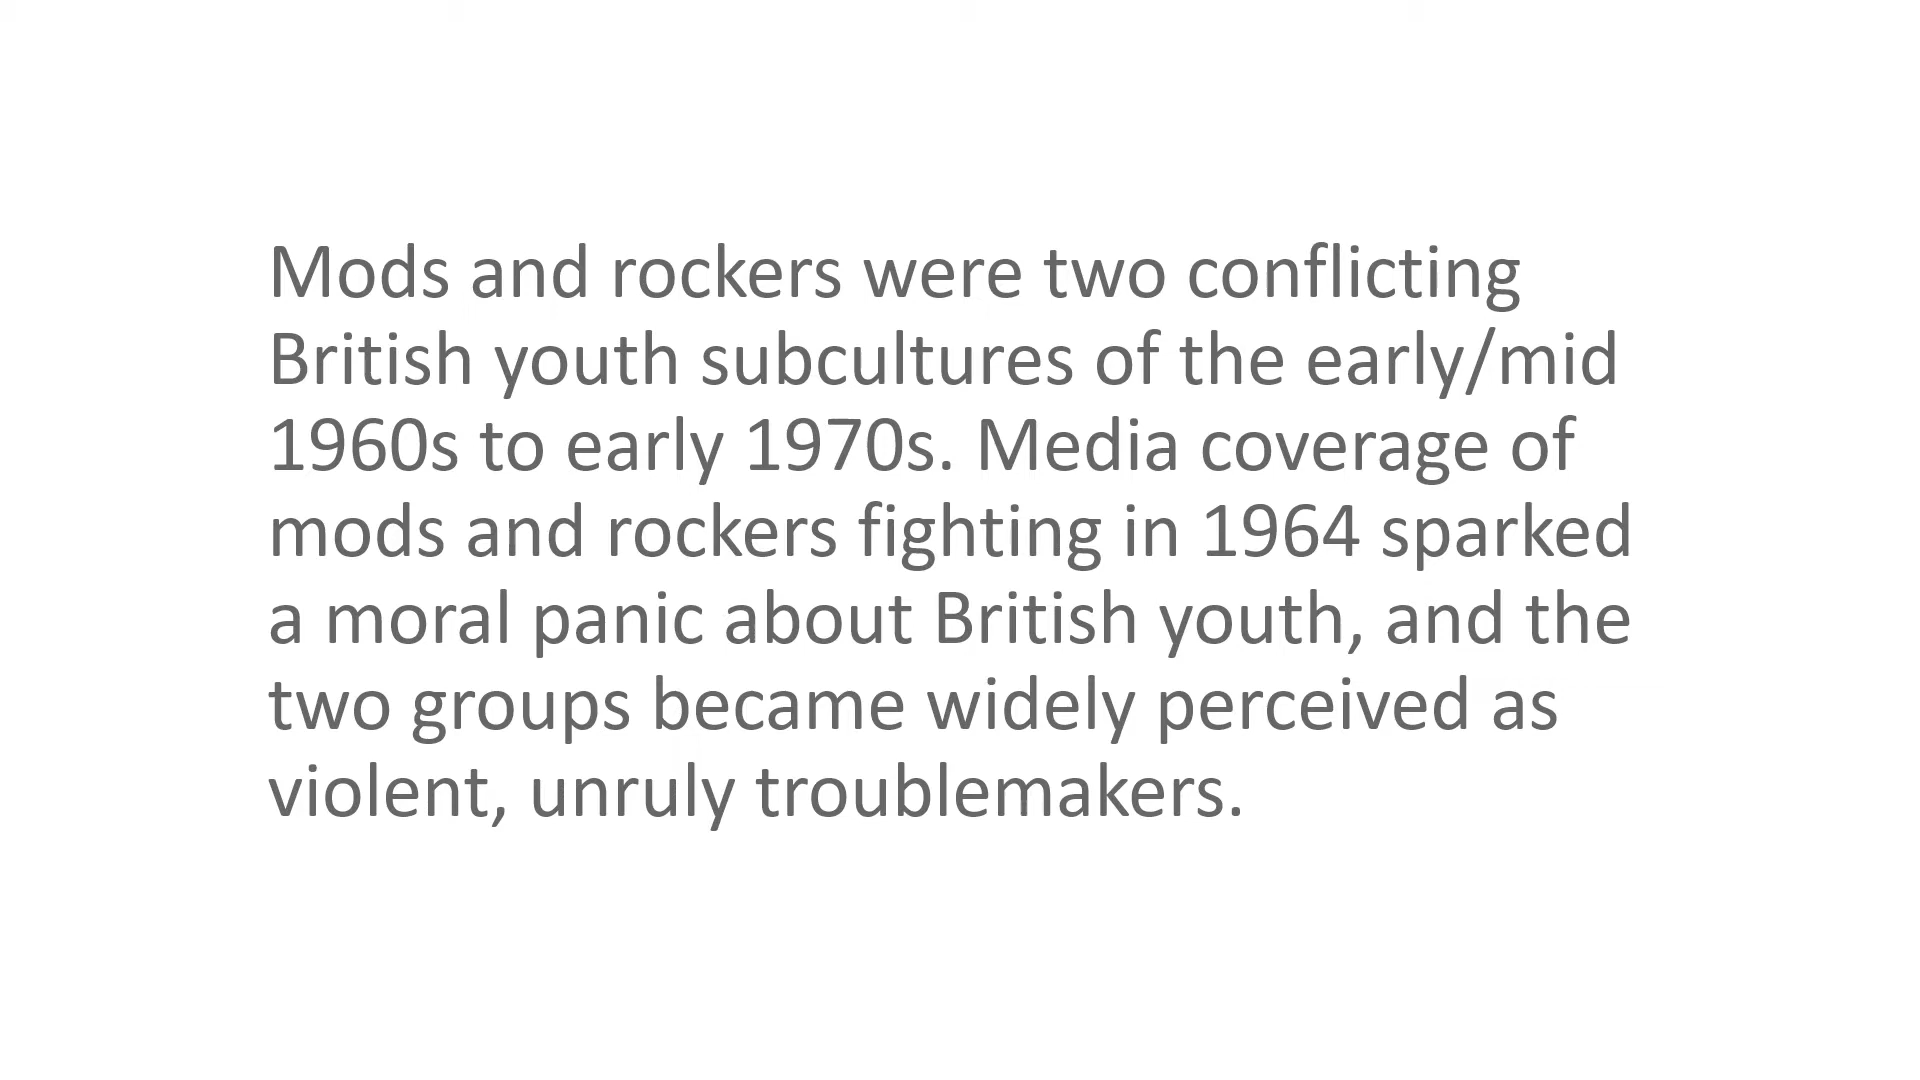 Mods and rockers were two conflicting
British youth subcultures of the early/mid
1960s to early 1970s. Media coverage of
mods and rockers fighting in 1964 sparked
a moral panic about British youth, and the
two groups became widely perceived as
violent, unruly troublemakers.